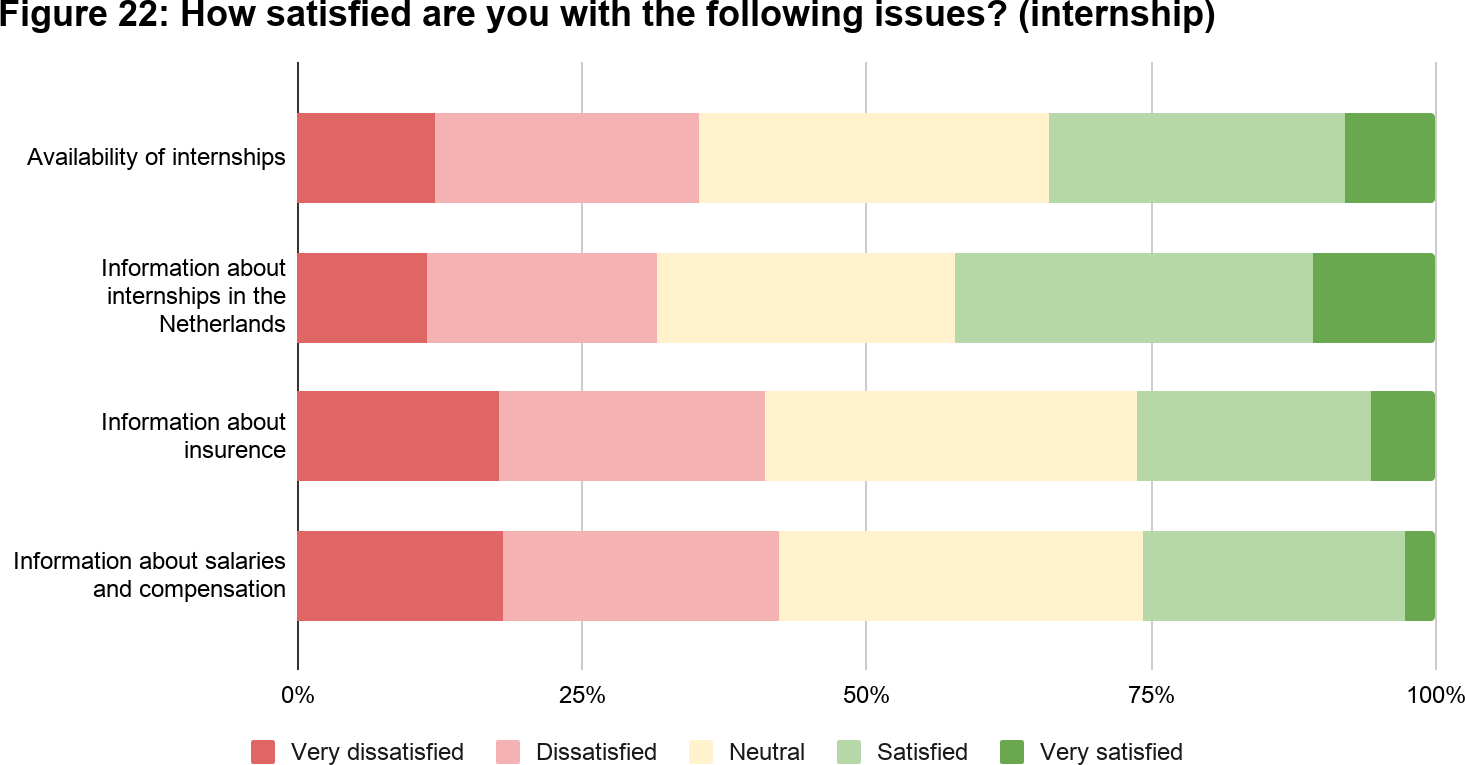 Figure 22: How satisfied are you with the following issues? (internship)
Availability of internships
Information about
internships in the
Netherlands
Information about
insurence
Information about salaries
and compensation
0%
25%
50%
75%
100%
Very dissatisfied
Dissatisfied
Neutral
Satisfied
Very satisfied